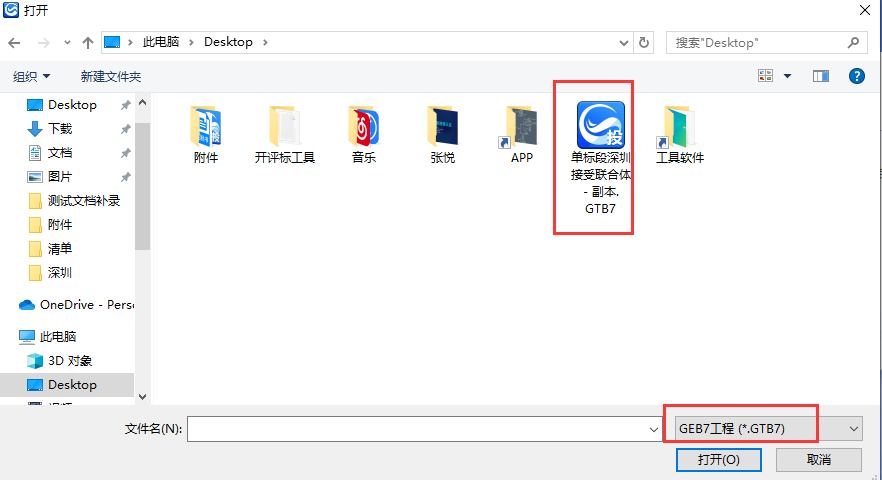 打开
此电脑
Desktop
搜索"Desktop"
组织
新建文件夹
Desktop
下载
文档
图片
测试文档补录
附件
清单
深圳
OneDrive - Pers
此电脑
3D 对象
Desktop
附件
开评标工具
音乐
张悦
APP
投
单标段深圳
接受联合体
- 副本.
GTB7
工具软件
文件名(N):
GEB7工程 (*.GTB7)
打开(O)
取消